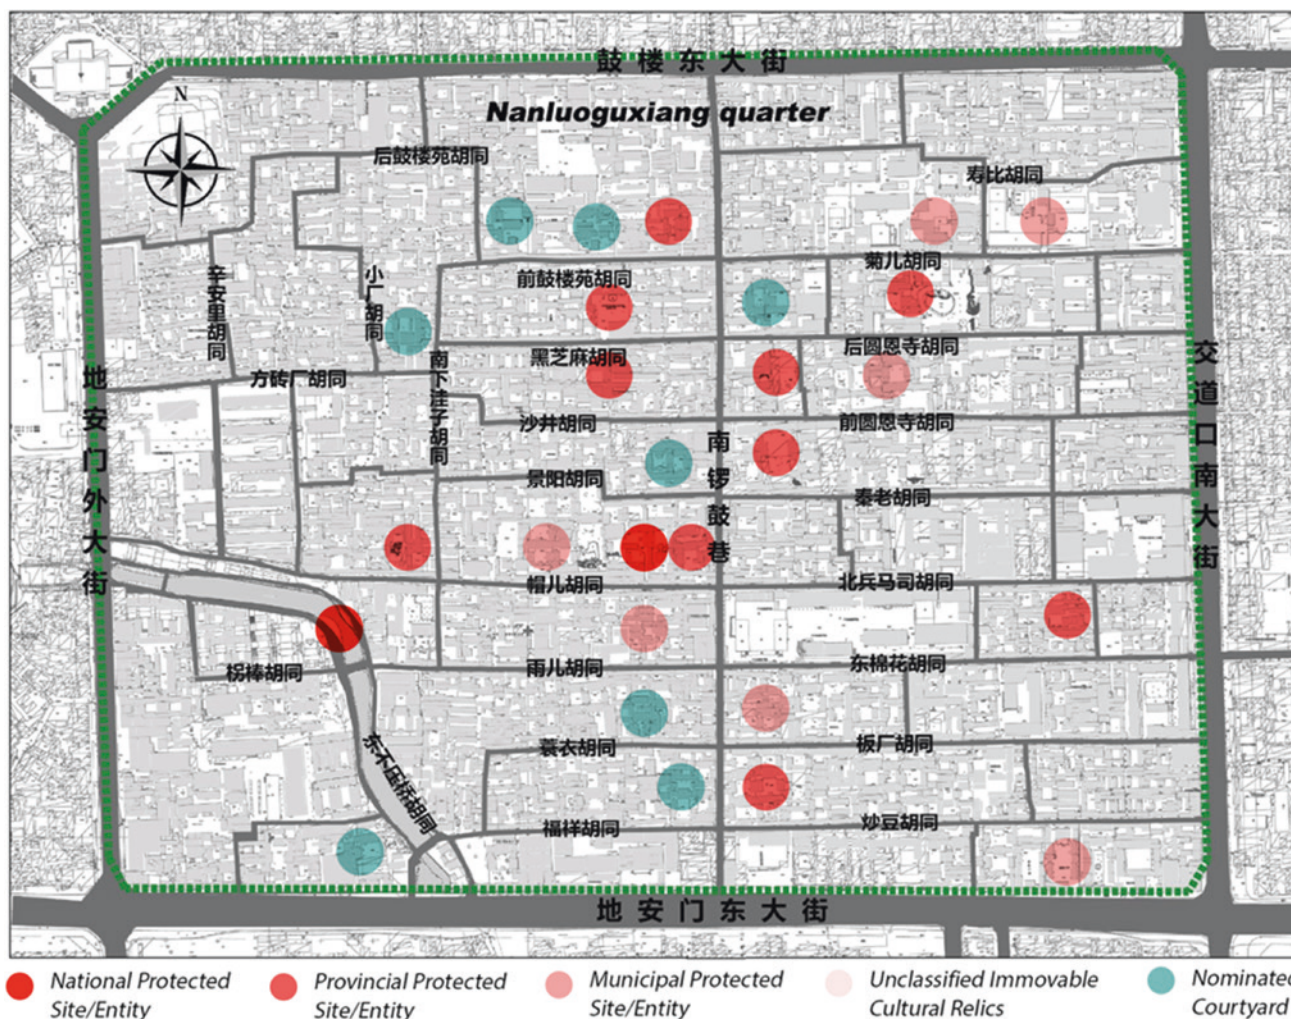 鼓楼东大街
N
Nanluoguxiang quarter
后鼓楼苑胡同
寿比胡同
菊儿胡同
前鼓楼苑胡同
辛安里胡同
小厂胡同
后圆恩寺胡同
黑芝麻胡同
南下洼子胡同
方砖厂胡同
地安门外大街
交道口南大街
沙井胡同
前圆恩寺胡同
南锣鼓巷
景阳胡同
秦老胡同
帽儿胡同
北兵马司胡同
雨儿胡同
东棉花胡同
拐棒胡同
东不压桥胡同
蓑衣胡同
板厂胡同
福祥胡同
炒豆胡同
地安门东大街
National Protected
Site/Entity
Provincial Protected
Site/Entity
Municipal Protected
Site/Entity
Unclassified Immovable
Cultural Relics
Nominated
Courtyard